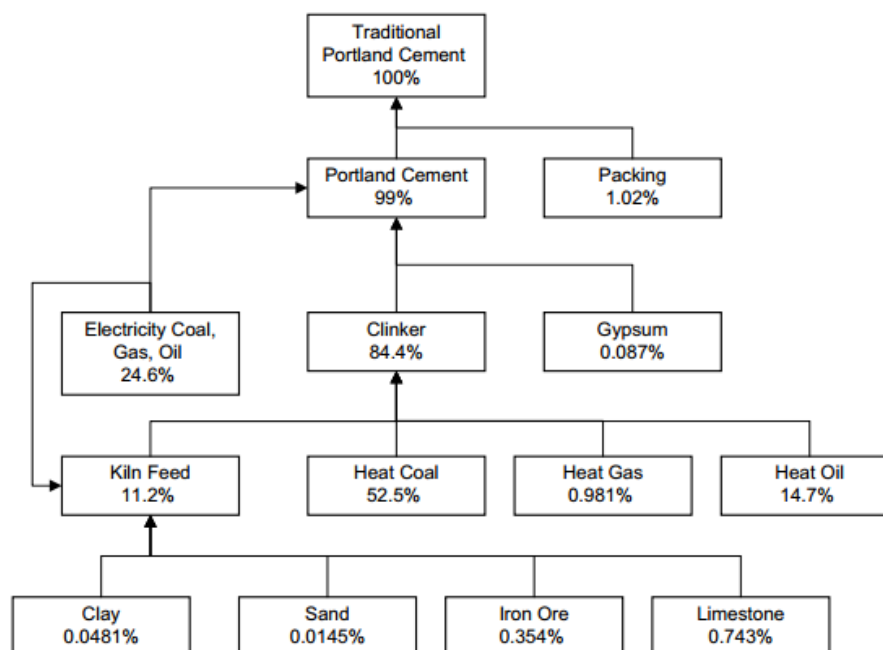 Traditional
Portland Cement
100%
Portland Cement
99%
Packing
1.02%
Electricity Coal,
Gas, Oil
24.6%
Clinker
84.4%
Gypsum
0.087%
Kiln Feed
11.2%
Heat Coal
52.5%
Heat Gas
0.981%
Heat Oil
14.7%
Clay
0.0481%
Sand
0.0145%
Iron Ore
0.354%
Limestone
0.743%